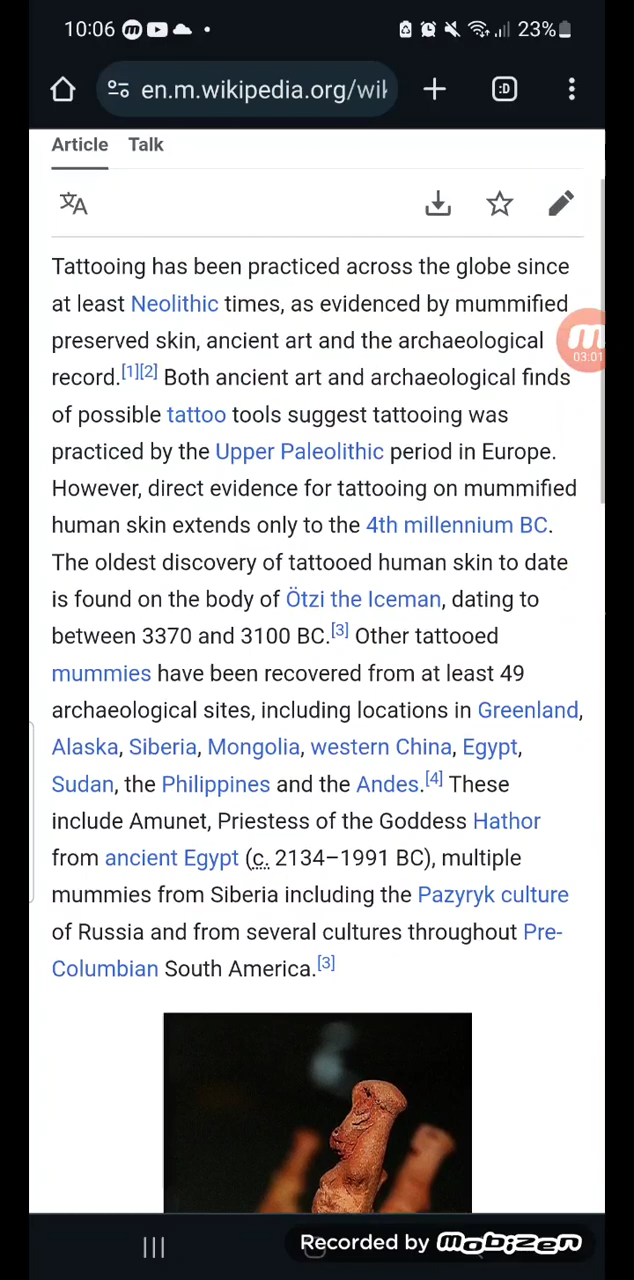 10:06
23%
en.m.wikipedia.org/wil
:D
Article Talk
文A
Tattooing has been practiced across the globe since
at least Neolithic times, as evidenced by mummified
preserved skin, ancient art and the archaeological
record.[1][2] Both ancient art and archaeological finds
of possible tattoo tools suggest tattooing was
practiced by the Upper Paleolithic period in Europe.
However, direct evidence for tattooing on mummified
human skin extends only to the 4th millennium BC.
The oldest discovery of tattooed human skin to date
is found on the body of Ötzi the Iceman, dating to
between 3370 and 3100 BC.[3] Other tattooed
mummies have been recovered from at least 49
archaeological sites, including locations in Greenland,
Alaska, Siberia, Mongolia, western China, Egypt,
Sudan, the Philippines and the Andes.[4] These
include Amunet, Priestess of the Goddess Hathor
from ancient Egypt (c. 2134–1991 BC), multiple
mummies from Siberia including the Pazyryk culture
of Russia and from several cultures throughout Pre-
Columbian South America.[3]
m
03:01
Recorded by mobizen